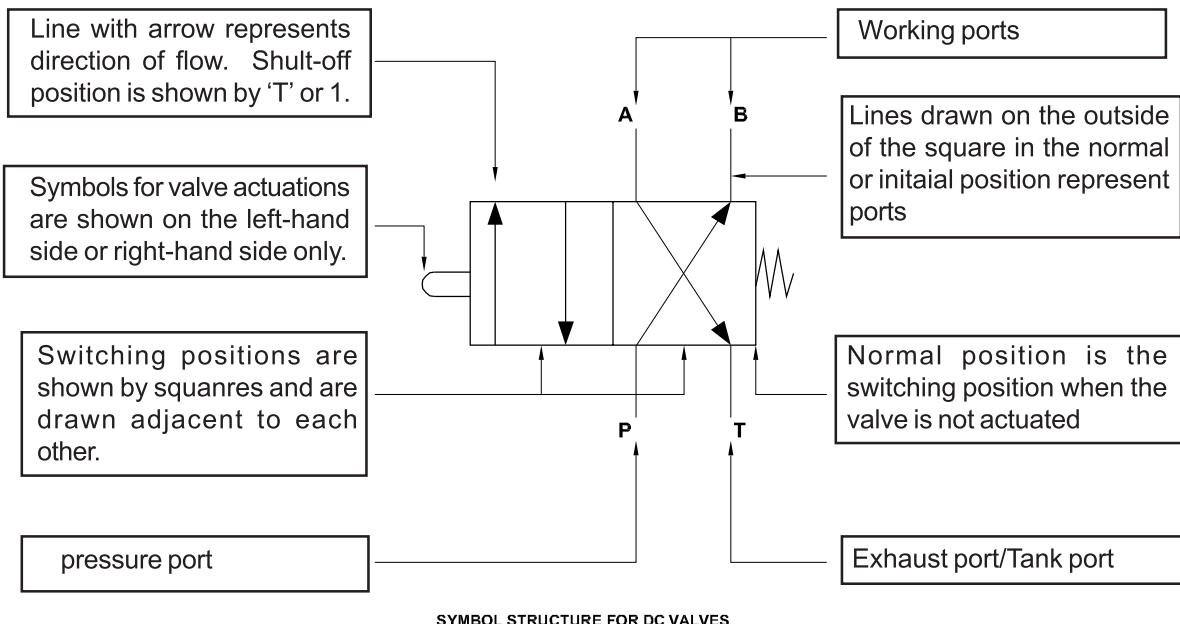 Line with arrow represents
direction of flow. Shult-off
position is shown by ‘T’ or 1.
Symbols for valve actuations
are shown on the left-hand
side or right-hand side only.
Switching positions are
shown by squanres and are
drawn adjacent to each
other.
pressure port
A
B
P
T
Working ports
Lines drawn on the outside
of the square in the normal
or initaial position represent
ports
Normal position is the
switching position when the
valve is not actuated
Exhaust port/Tank port
SYMBOL STRUCTURE FOR DC VALVES